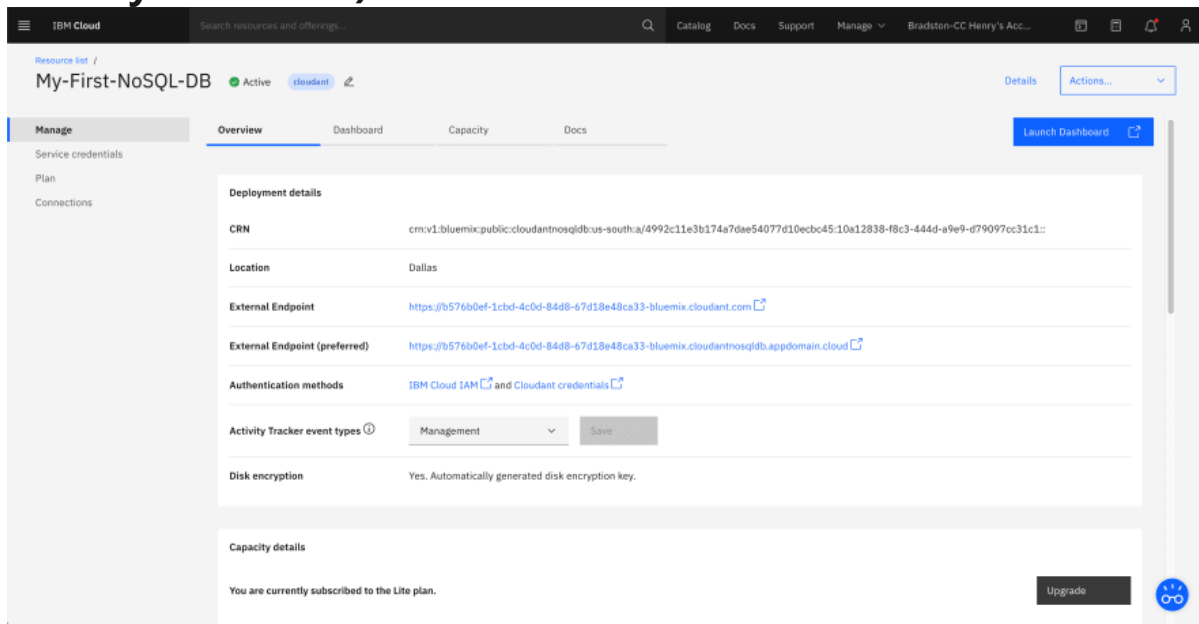 IBM Cloud Search resources and offerings... Catalog Docs Support Manage Bradston-CC Henry's Acc...
Resource list /
My-First-NoSQL-DB Active cloudant Details Actions...
Manage Overview Dashboard Capacity Docs Launch Dashboard
Service credentials
Plan
Connections
Deployment details
CRN crn:v1:bluemix:public:cloudantnosqldb:us-south:a/4992c11e3b174a7dae54077d10ecbc45:10a12838-f8c3-444d-a9e9-d79097cc31c1::
Location Dallas
External Endpoint https://b576b0ef-1cbd-4c0d-84d8-67d18e48ca33-bluemix.cloudant.com
External Endpoint (preferred) https://b576b0ef-1cbd-4c0d-84d8-67d18e48ca33-bluemix.cloudantnosqldb.appdomain.cloud
Authentication methods IBM Cloud IAM and Cloudant credentials
Activity Tracker event types Management Save
Disk encryption Yes. Automatically generated disk encryption key.
Capacity details
You are currently subscribed to the Lite plan. Upgrade